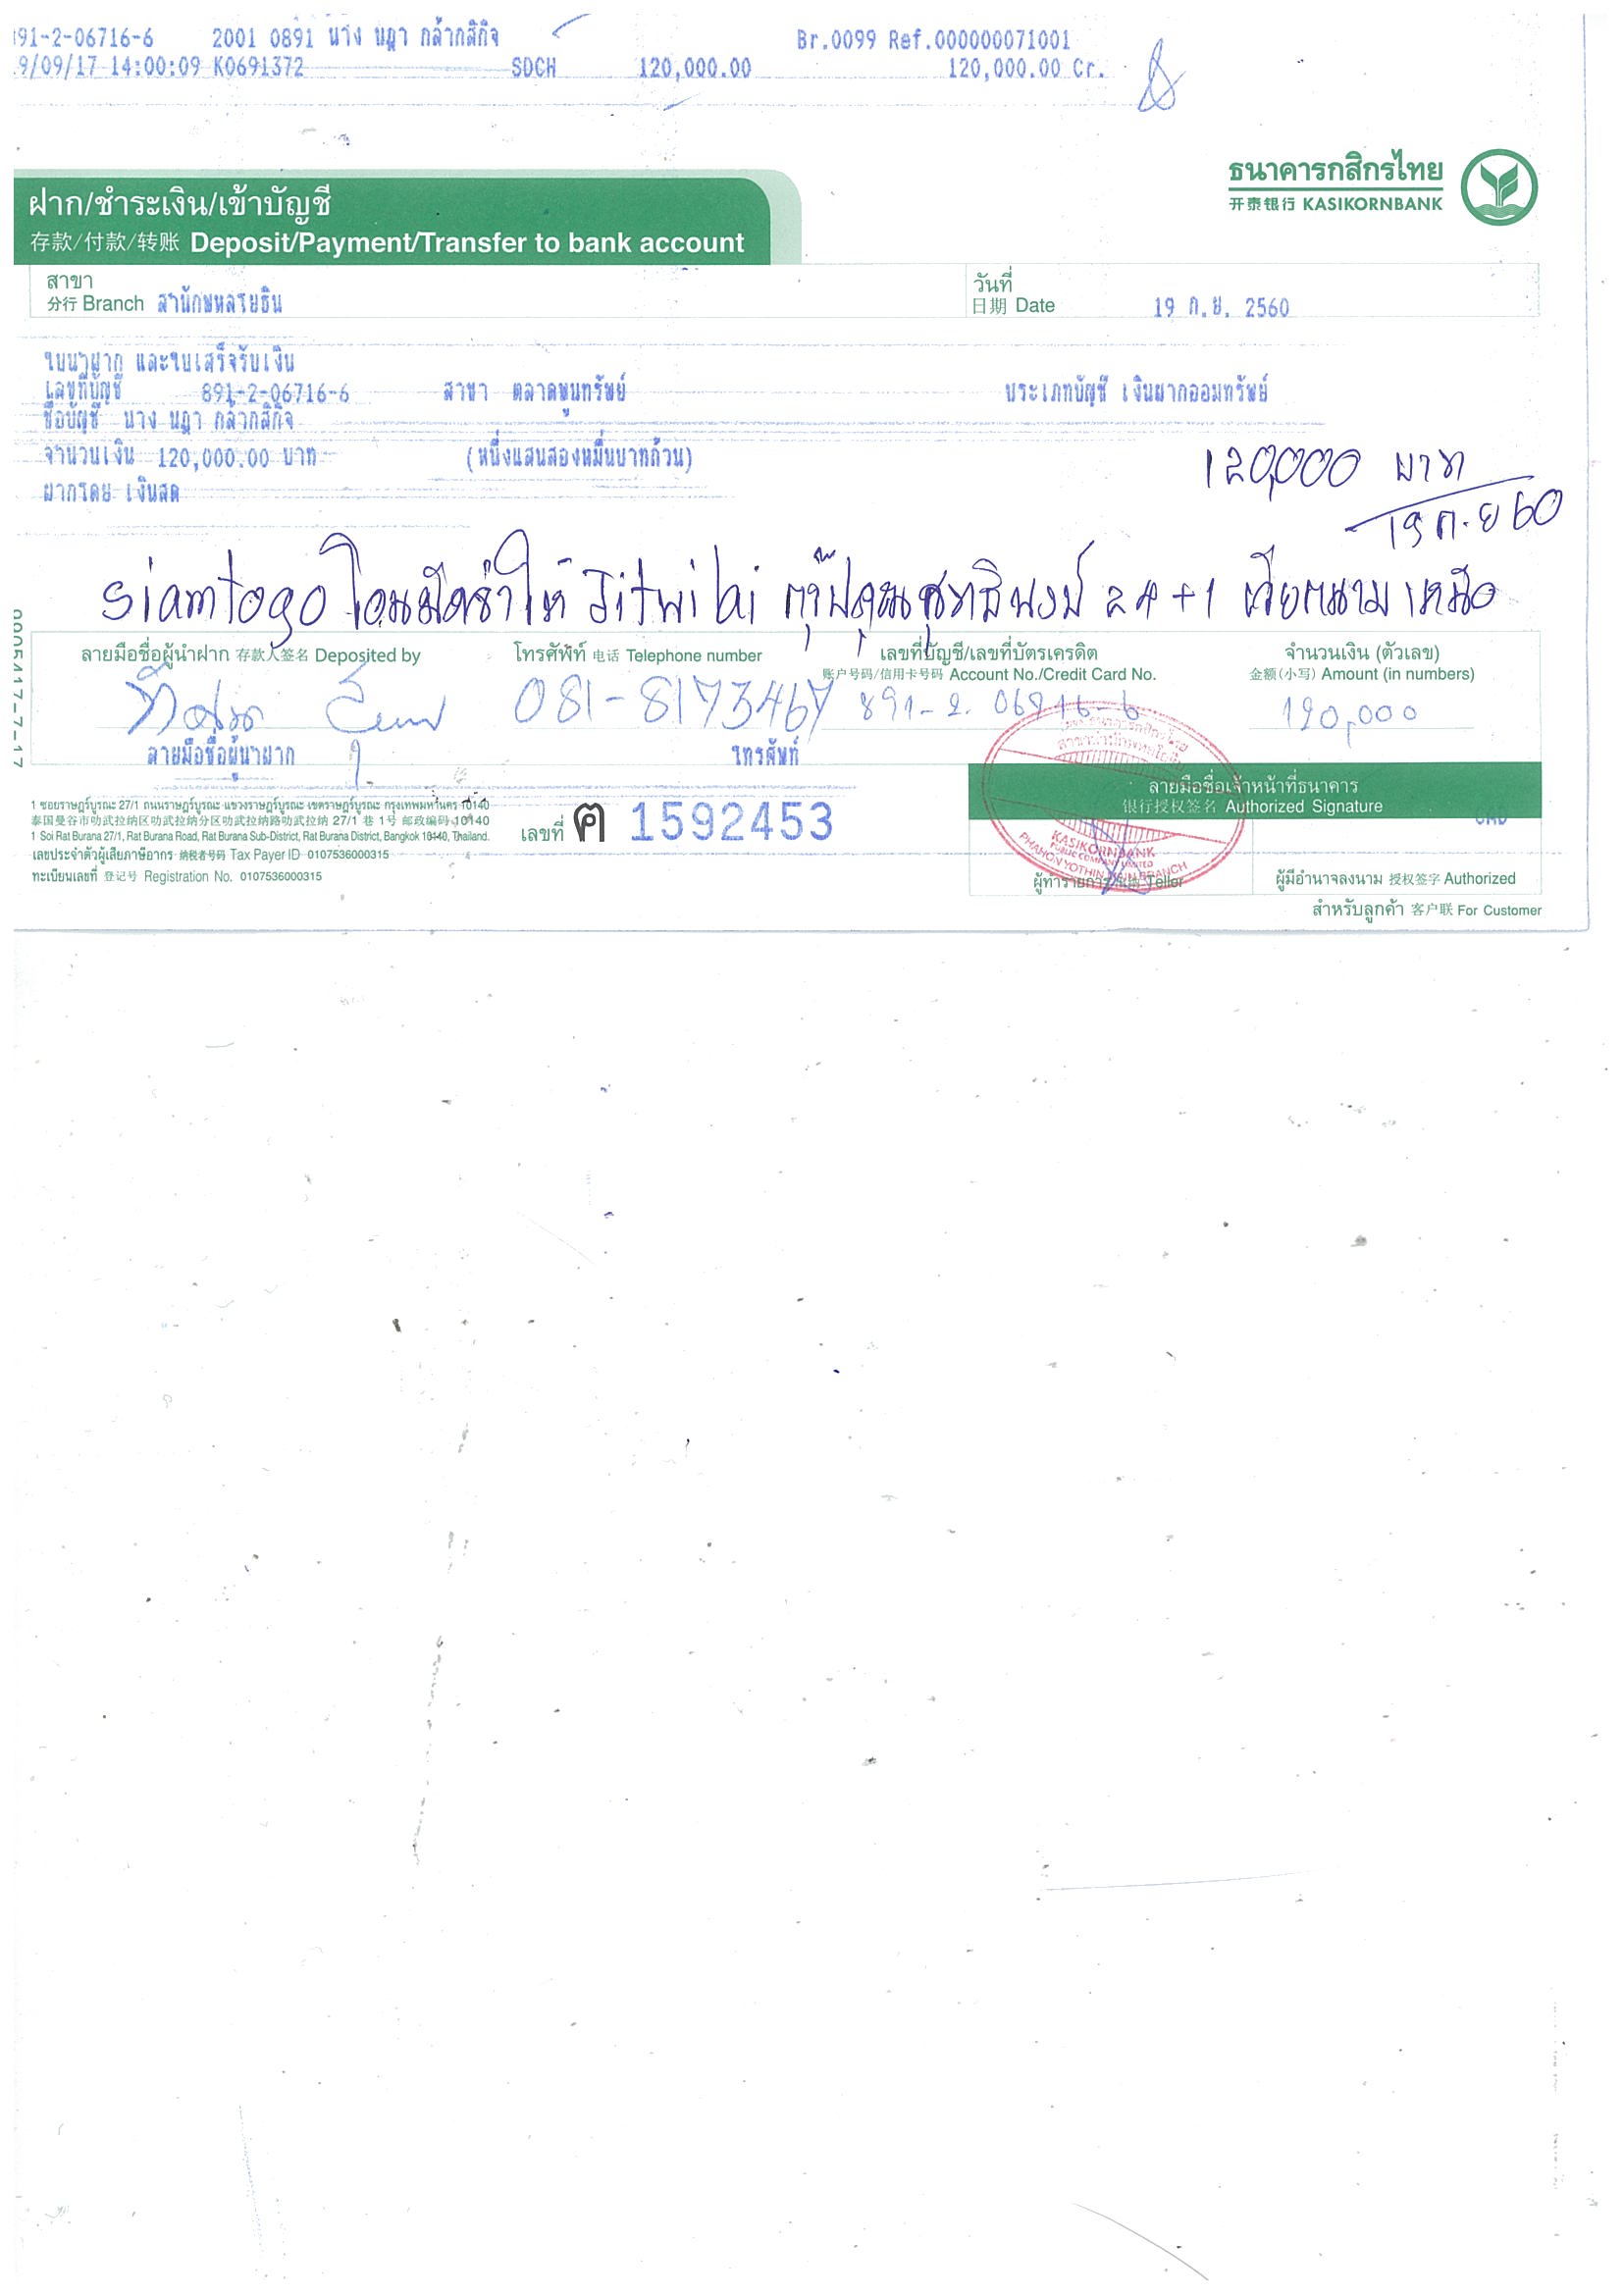 91-2-06716-6 2001 0891 นาง นฎา กล้ากสิกิจ Br.0099 Ref.000000071001
9/09/17 14:00:09 K0691372 SDCH 120,000.00 120,000.00 Cr.
ธนาคารกสิกรไทย
开泰银行 KASIKORNBANK
ฝาก/ชำระเงิน/เข้าบัญชี
存款/付款/转账 Deposit/Payment/Transfer to bank account
สาขา
分行 Branch สำนักพหลโยธิน
วันที่
日期 Date 19 ก.ย. 2560
ใบนำฝาก และใบเสร็จรับเงิน
เลขที่บัญชี 891-2-06716-6 สาขา ตลาดพูนทรัพย์ ประเภทบัญชี เงินฝากออมทรัพย์
ชื่อบัญชี นาง นฎา กล้ากสิกิจ
จำนวนเงิน 120,000.00 บาท (หนึ่งแสนสองหมื่นบาทถ้วน)
ฝากโดย เงินสด
120,000 บาท
19 ก.ย 60
siamtogo โอนมัดจำให้ Jitwilai กรุ๊ปคุณสุทธิพงษ์ 24+1 เวียดนามเหนือ
ลายมือชื่อผู้นำฝาก 存款人签名 Deposited by โทรศัพท์ 电话 Telephone number เลขที่บัญชี/เลขที่บัตรเครดิต จำนวนเงิน (ตัวเลข)
账户号码/信用卡号码 Account No./Credit Card No. 金额(小写) Amount (in numbers)
081-8173467 891-2-06716-6 120,000
ลายมือชื่อผู้นำฝาก โทรศัพท์
ลายมือชื่อเจ้าหน้าที่ธนาคาร
银行授权签名 Authorized Signature
1 ซอยราษฎร์บูรณะ 27/1 ถนนราษฎร์บูรณะ แขวงราษฎร์บูรณะ เขตราษฎร์บูรณะ กรุงเทพมหานคร 10140
泰国曼谷市叻武拉纳区叻武拉纳分区叻武拉纳路叻武拉纳 27/1 巷 1号 邮政编码 10140
1 Soi Rat Burana 27/1, Rat Burana Road, Rat Burana Sub-District, Rat Burana District, Bangkok 10140, Thailand.
เลขประจำตัวผู้เสียภาษีอากร 纳税者号码 Tax Payer ID 0107536000315
ทะเบียนเลขที่ 登记号 Registration No. 0107536000315
เลขที่ ฅ 1592453
KASIKORNBANK
PUBLIC COMPANY LIMITED
PHAHON YOTHIN MAIN BRANCH
ผู้ทำรายการ Teller
ผู้มีอำนาจลงนาม 授权签字 Authorized
สำหรับลูกค้า 客户联 For Customer